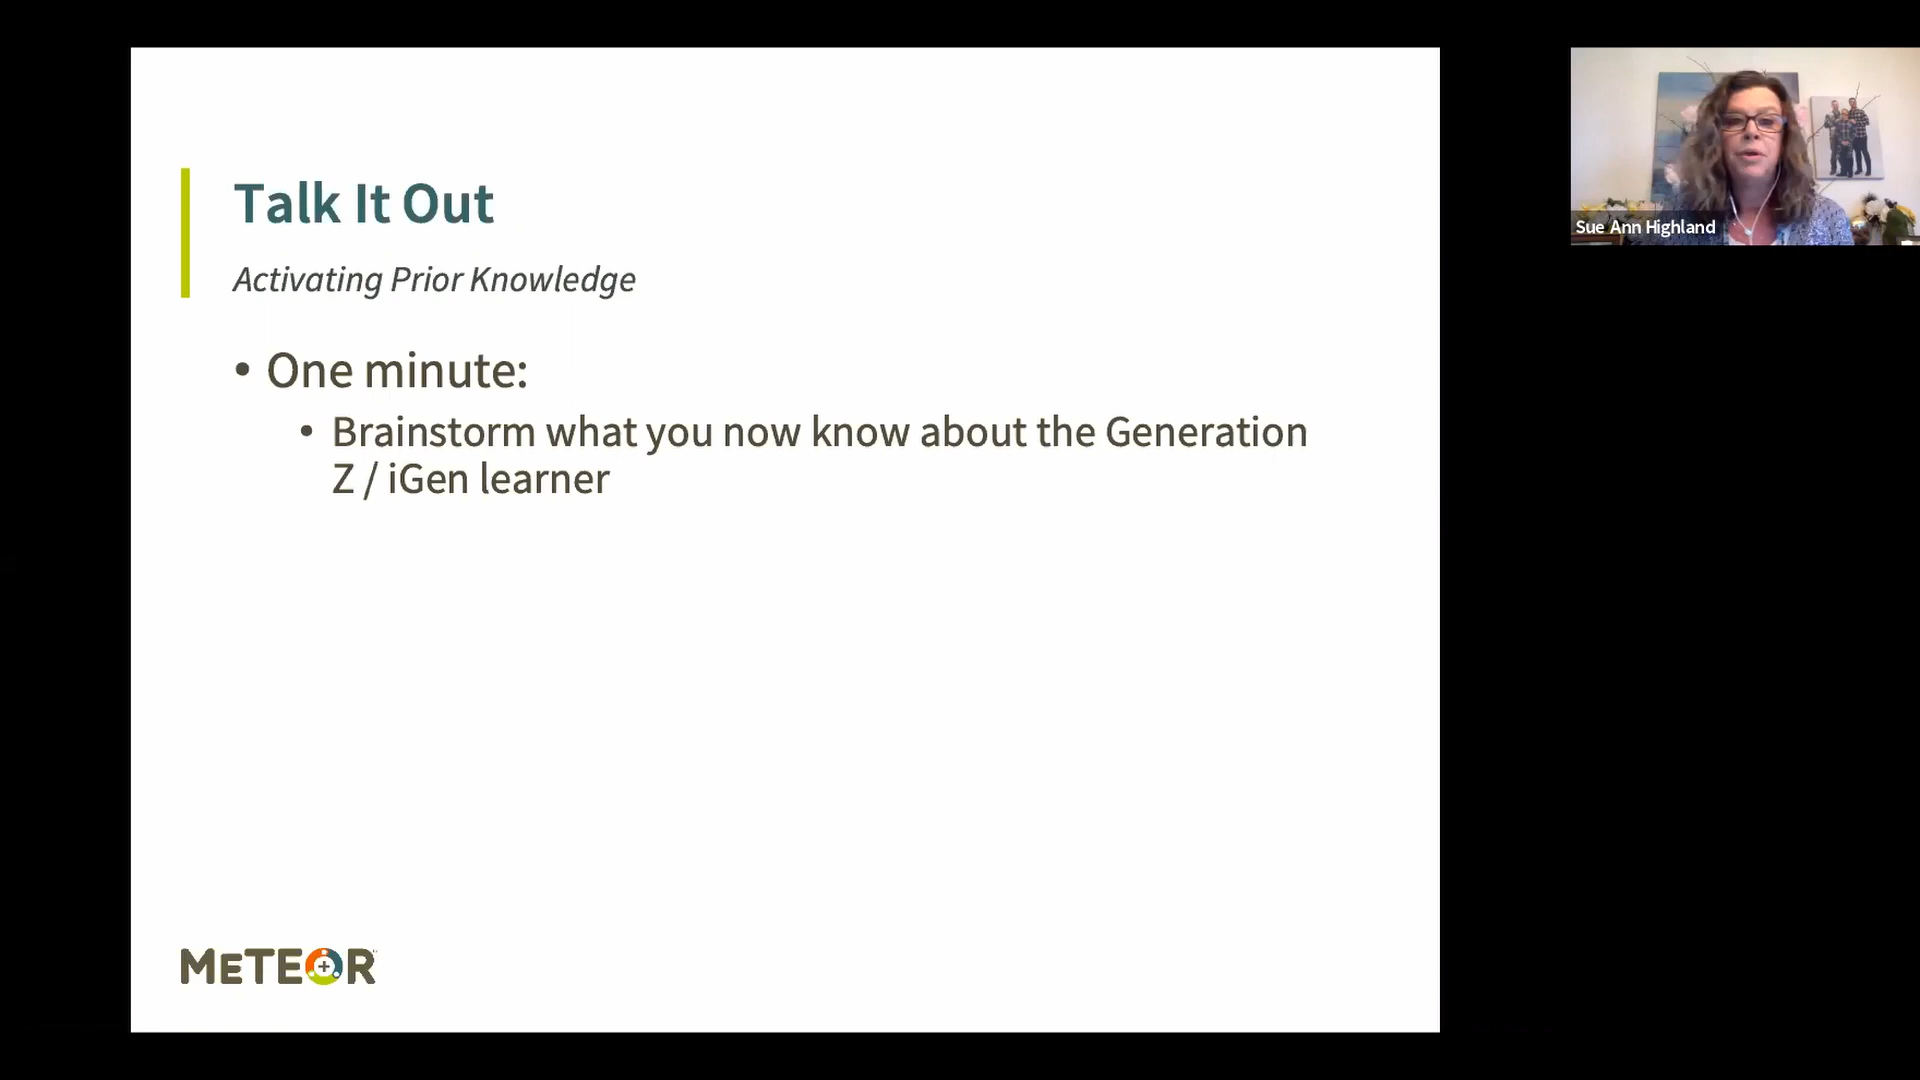 Talk It Out
Activating Prior Knowledge
• One minute:
• Brainstorm what you now know about the Generation
Z / iGen learner
METEOR
Sue Ann Highland